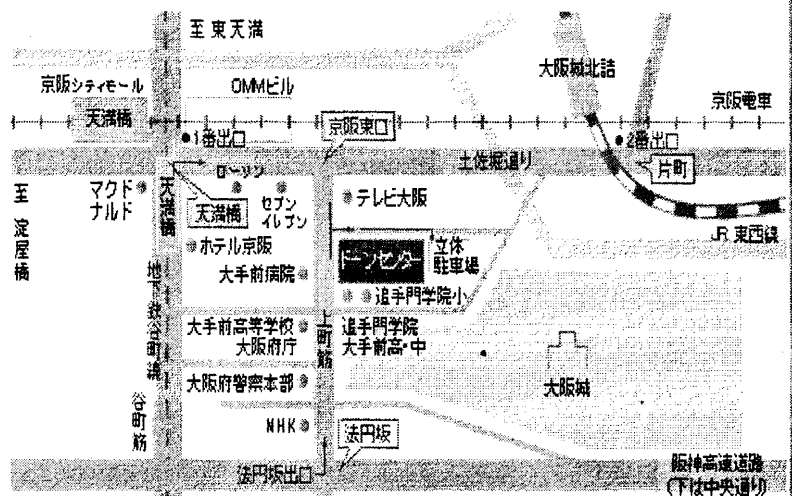 至東天満
京阪シティモール
OMMビル
大阪城北詰
京阪電車
天満橋
1番出口
京阪東口
2番出口
土佐堀通り
片町
ローソン
至淀屋橋
マクド
ナルド
天満橋
天満橋
セブン
イレブン
テレビ大阪
JR東西線
ホテル京阪
ドーンセンター
立体
駐車場
大手前病院
追手門学院小
地下鉄谷町線
大手前高等学校
大阪府庁
上町筋
追手門学院
大手前高・中
大阪府警察本部
大阪城
谷町筋
NHK
法円坂
法円坂出口
阪神高速道路
(下は中央通り)